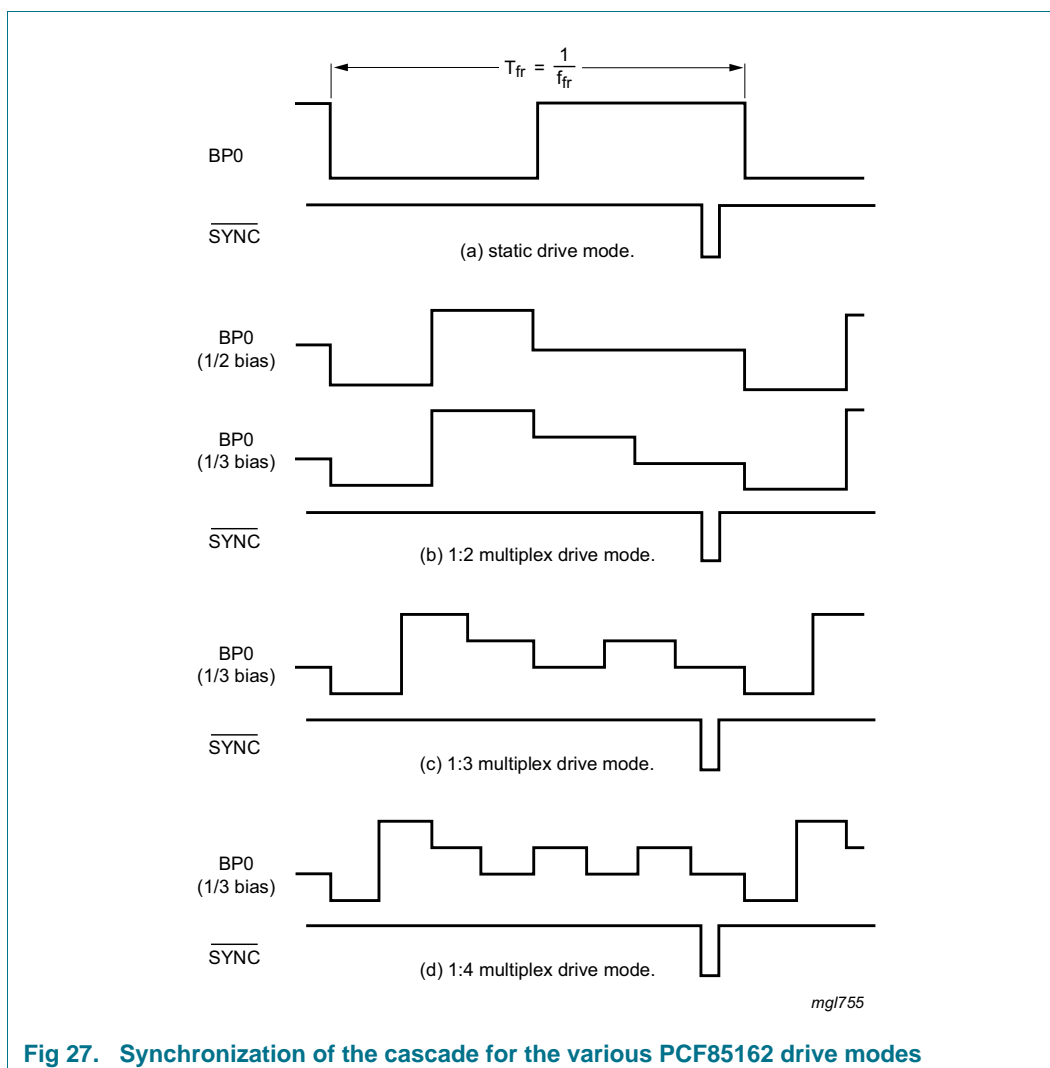 Tfr = 1/ffr
BP0
SYNC
(a) static drive mode.
BP0
(1/2 bias)
BP0
(1/3 bias)
SYNC
(b) 1:2 multiplex drive mode.
BP0
(1/3 bias)
SYNC
(c) 1:3 multiplex drive mode.
BP0
(1/3 bias)
SYNC
(d) 1:4 multiplex drive mode.
mgl755
Fig 27. Synchronization of the cascade for the various PCF85162 drive modes